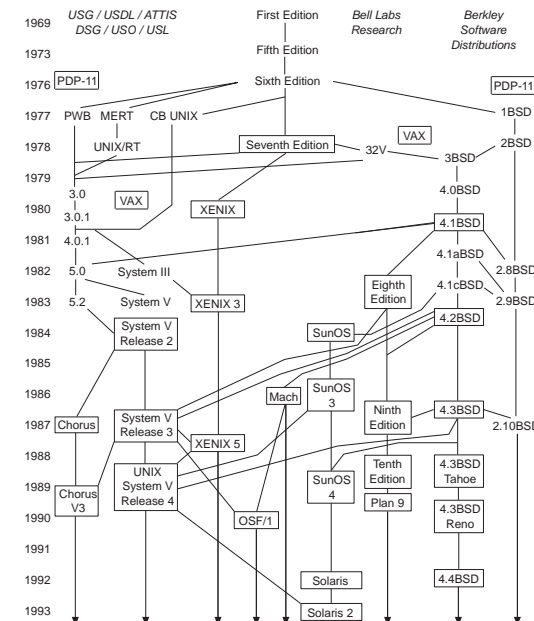 USG / USDL / ATTIS
DSG / USO / USL
Bell Labs
Research
Berkley
Software
Distributions
1969
First Edition
1973
Fifth Edition
1976
PDP-11
Sixth Edition
PDP-11
1977
PWB
MERT
CB UNIX
1BSD
1978
UNIX/RT
Seventh Edition
32V
VAX
2BSD
3BSD
1979
3.0
VAX
4.0BSD
1980
3.0.1
XENIX
4.1BSD
1981
4.0.1
4.1aBSD
1982
5.0
System III
2.8BSD
Eighth
Edition
4.1cBSD
1983
5.2
System V
XENIX 3
2.9BSD
4.2BSD
1984
System V
Release 2
SunOS
1985
1986
Mach
SunOS
3
1987
Chorus
System V
Release 3
Ninth
Edition
4.3BSD
2.10BSD
1988
XENIX 5
1989
Chorus
V3
UNIX
System V
Release 4
SunOS
4
Tenth
Edition
4.3BSD
Tahoe
1990
OSF/1
Plan 9
4.3BSD
Reno
1991
1992
Solaris
4.4BSD
1993
Solaris 2